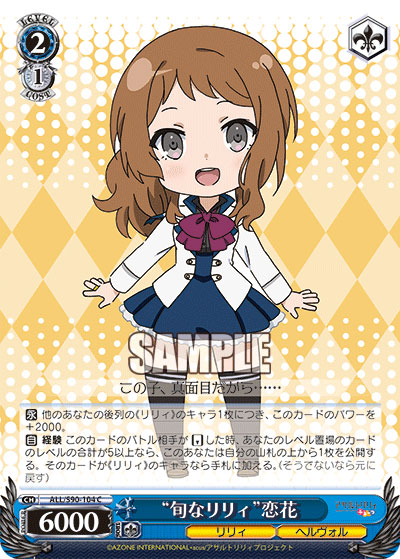 LEVEL
2
1
COST
SAMPLE
この子、真面目だから……
永 他のあなたの後列の《リリィ》のキャラ1枚につき、このカードのパワーを
+2000。
自 経験 このカードのバトル相手が した時、あなたのレベル置場のカード
のレベルの合計が5以上なら、あなたは自分の山札の上から1枚を公開す
る。そのカードが《リリィ》のキャラなら手札に加える。（そうでないなら元に
戻す）
CH ALL/S90-104 C
6000
“旬なリリィ”恋花
リリィ
ヘルヴォル
©AZONE INTERNATIONAL・acus/アサルトリリィプロジェクト